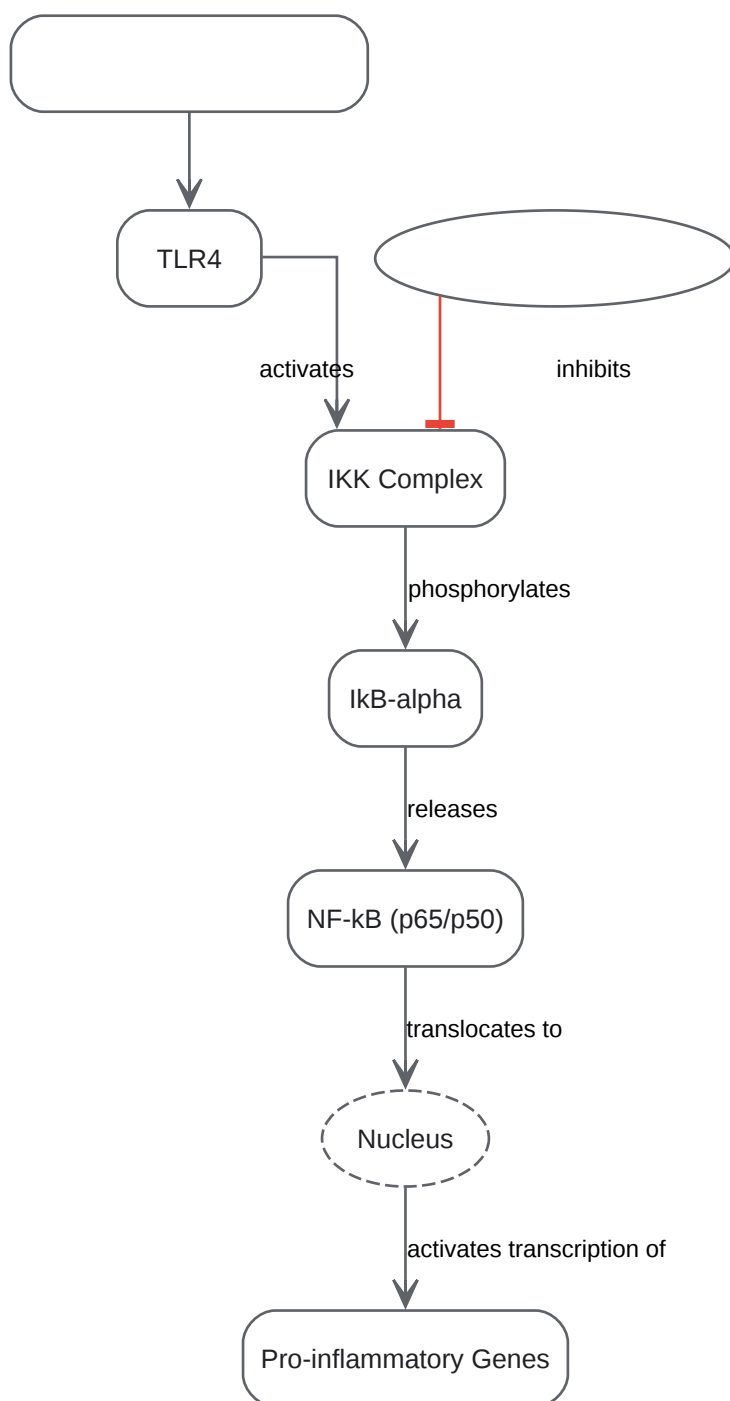 TLR4
activates
inhibits
IKK Complex
phosphorylates
IkB-alpha
releases
NF-kB (p65/p50)
translocates to
Nucleus
activates transcription of
Pro-inflammatory Genes